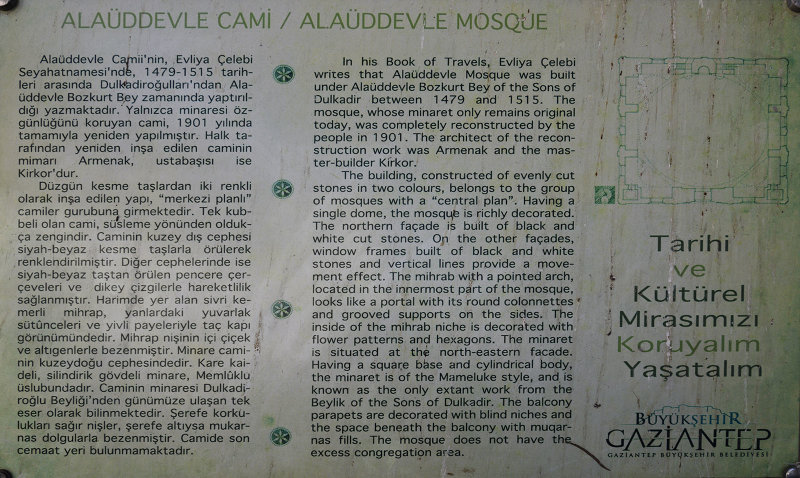 ALAÜDDEVLE CAMİ / ALAÜDDEVLE MOSQUE
Alaüddevle Camii'nin, Evliya Çelebi
Seyahatnamesi'nde, 1479-1515 tarih-
leri arasında Dulkadiroğulları'ndan Ala-
üddevle Bozkurt Bey zamanında yaptırıl-
dığı yazmaktadır. Yalnızca minaresi öz-
günlüğünü koruyan cami, 1901 yılında
tamamıyla yeniden yapılmıştır. Halk ta-
rafından yeniden inşa edilen caminin
mimarı Armenak, ustabaşısı ise
Kirkor'dur.
Düzgün kesme taşlardan iki renkli
olarak inşa edilen yapı, "merkezi planlı"
camiler gurubuna girmektedir. Tek kub-
beli olan cami, süsleme yönünden olduk-
ça zengindir. Caminin kuzey dış cephesi
siyah-beyaz kesme taşlarla örülerek
renklendirilmiştir. Diğer cephelerinde ise
siyah-beyaz taştan örülen pencere çer-
çeveleri ve dikey çizgilerle hareketlilik
sağlanmıştır. Harimde yer alan sivri ke-
merli mihrap, yanlardaki yuvarlak
sütünceleri ve yivli payeleriyle taç kapı
görünümündedir. Mihrap nişinin içi çiçek
ve altıgenlerle bezenmiştir. Minare cami-
nin kuzeydoğu cephesindedir. Kare kai-
deli, silindirik gövdeli minare, Memlûklu
üslubundadır. Caminin minaresi Dulkadi-
roğlu Beyliği'nden günümüze ulaşan tek
eser olarak bilinmektedir. Şerefe korku-
lukları sağır nişler, şerefe altıysa mukar-
nas dolgularla bezenmiştir. Camide son
cemaat yeri bulunmamaktadır.
In his Book of Travels, Evliya Çelebi
writes that Alaüddevle Mosque was built
under Alaüddevle Bozkurt Bey of the Sons of
Dulkadir between 1479 and 1515. The
mosque, whose minaret only remains original
today, was completely reconstructed by the
people in 1901. The architect of the recon-
struction work was Armenak and the mas-
ter-builder Kirkor.
The building, constructed of evenly cut
stones in two colours, belongs to the group
of mosques with a "central plan". Having a
single dome, the mosque is richly decorated.
The northern façade is built of black and
white cut stones. On the other façades,
window frames built of black and white
stones and vertical lines provide a move-
ment effect. The mihrab with a pointed arch,
located in the innermost part of the mosque,
looks like a portal with its round colonnettes
and grooved supports on the sides. The
inside of the mihrab niche is decorated with
flower patterns and hexagons. The minaret
is situated at the north-eastern facade.
Having a square base and cylindrical body,
the minaret is of the Mameluke style, and is
known as the only extant work from the
Beylik of the Sons of Dulkadir. The balcony
parapets are decorated with blind niches and
the space beneath the balcony with muqar-
nas fills. The mosque does not have the
excess congregation area.
Tarihi
ve
Kültürel
Mirasımızı
Koruyalım
Yaşatalım
BÜYÜKŞEHİR
GAZİANTEP
GAZİANTEP BÜYÜKŞEHİR BELEDİYESİ